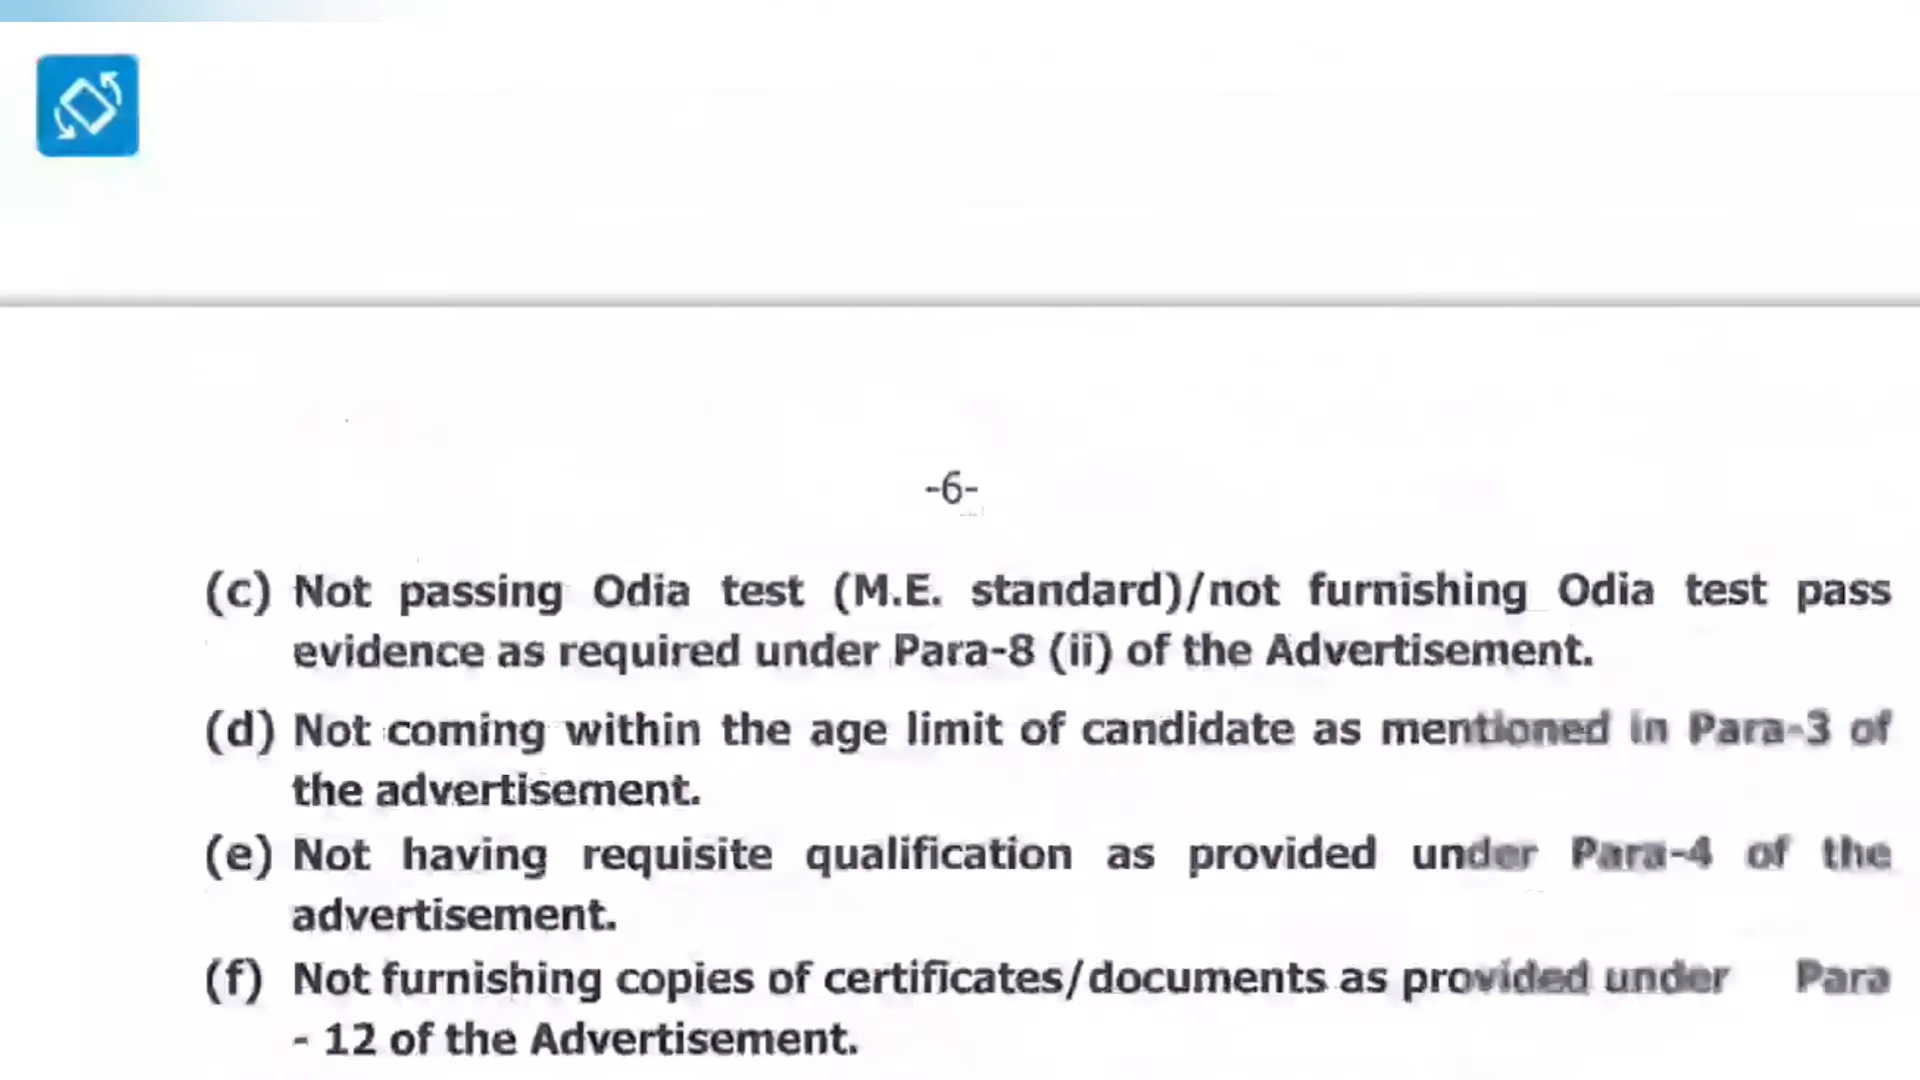 -6-
(c) Not passing Odia test (M.E. standard)/not furnishing Odia test pass
evidence as required under Para-8 (ii) of the Advertisement.
(d) Not coming within the age limit of candidate as mentioned in Para-3 of
the advertisement.
(e) Not having requisite qualification as provided under Para-4 of the
advertisement.
(f) Not furnishing copies of certificates/documents as provided under Para
- 12 of the Advertisement.